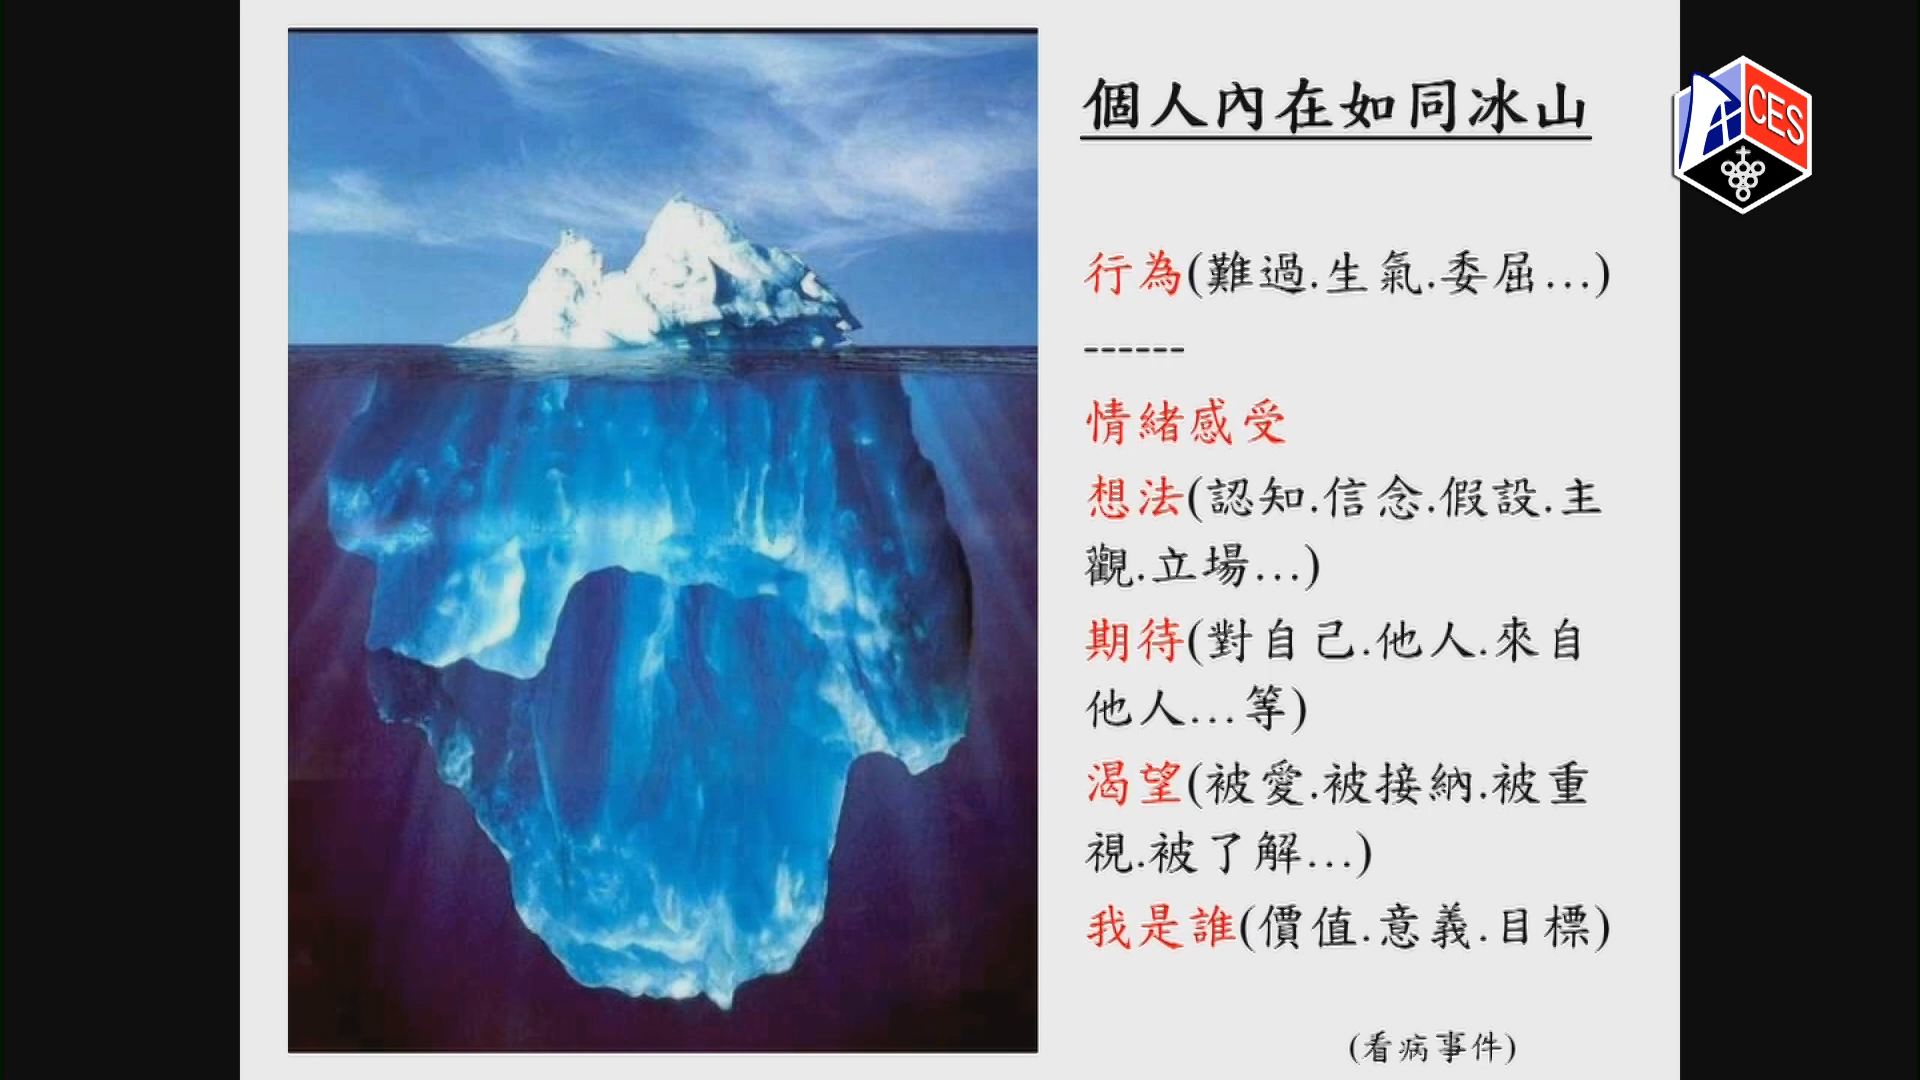 個人內在如同冰山
CES
行為(難過.生氣.委屈...)
------
情緒感受
想法(認知.信念.假設.主
觀.立場...)
期待(對自己.他人.來自
他人...等)
渴望(被愛.被接納.被重
視.被了解...)
我是誰(價值.意義.目標)
(看病事件)